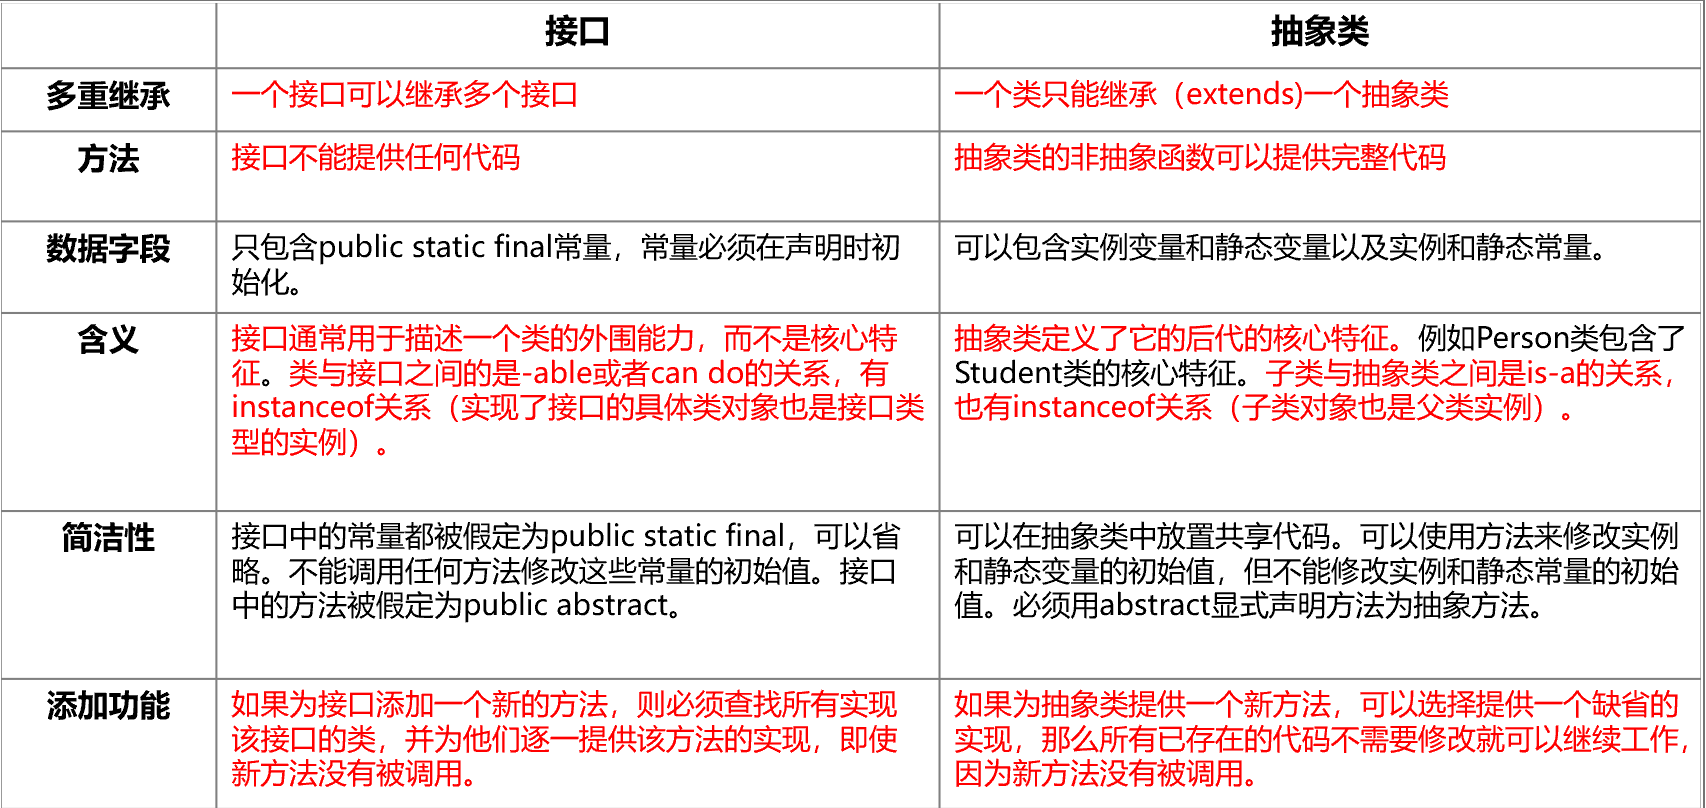 接口
抽象类
多重继承
一个接口可以继承多个接口
一个类只能继承（extends)一个抽象类
方法
接口不能提供任何代码
抽象类的非抽象函数可以提供完整代码
数据字段
只包含public static final常量，常量必须在声明时初
始化。
可以包含实例变量和静态变量以及实例和静态常量。
含义
接口通常用于描述一个类的外围能力，而不是核心特
征。类与接口之间的是-able或者can do的关系，有
instanceof关系（实现了接口的具体类对象也是接口类
型的实例）。
抽象类定义了它的后代的核心特征。例如Person类包含了
Student类的核心特征。子类与抽象类之间是is-a的关系，
也有instanceof关系（子类对象也是父类实例）。
简洁性
接口中的常量都被假定为public static final，可以省
略。不能调用任何方法修改这些常量的初始值。接口
中的方法被假定为public abstract。
可以在抽象类中放置共享代码。可以使用方法来修改实例
和静态变量的初始值，但不能修改实例和静态常量的初始
值。必须用abstract显式声明方法为抽象方法。
添加功能
如果为接口添加一个新的方法，则必须查找所有实现
该接口的类，并为他们逐一提供该方法的实现，即使
新方法没有被调用。
如果为抽象类提供一个新方法，可以选择提供一个缺省的
实现，那么所有已存在的代码不需要修改就可以继续工作，
因为新方法没有被调用。